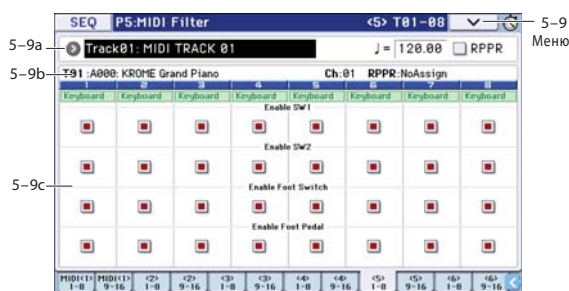 SEQ P5:MIDI Filter <5> T01-08
5–9
Меню
5–9a
Track01: MIDI TRACK 01 ♩= 120.00 RPPR
5–9b
T01 :A000: KROME Grand Piano Ch:01 RPPR:NoAssign
1 2 3 4 5 6 7 8
Keyboard Keyboard Keyboard Keyboard Keyboard Keyboard Keyboard Keyboard
Enable SW1
Enable SW2
5–9c
Enable Foot Switch
Enable Foot Pedal
MIDI<1> MIDI<1> <2> <2> <3> <3> <4> <4> <5> <5> <6> <6>
1-8 9-16 1-8 9-16 1-8 9-16 1-8 9-16 1-8 9-16 1-8 9-16